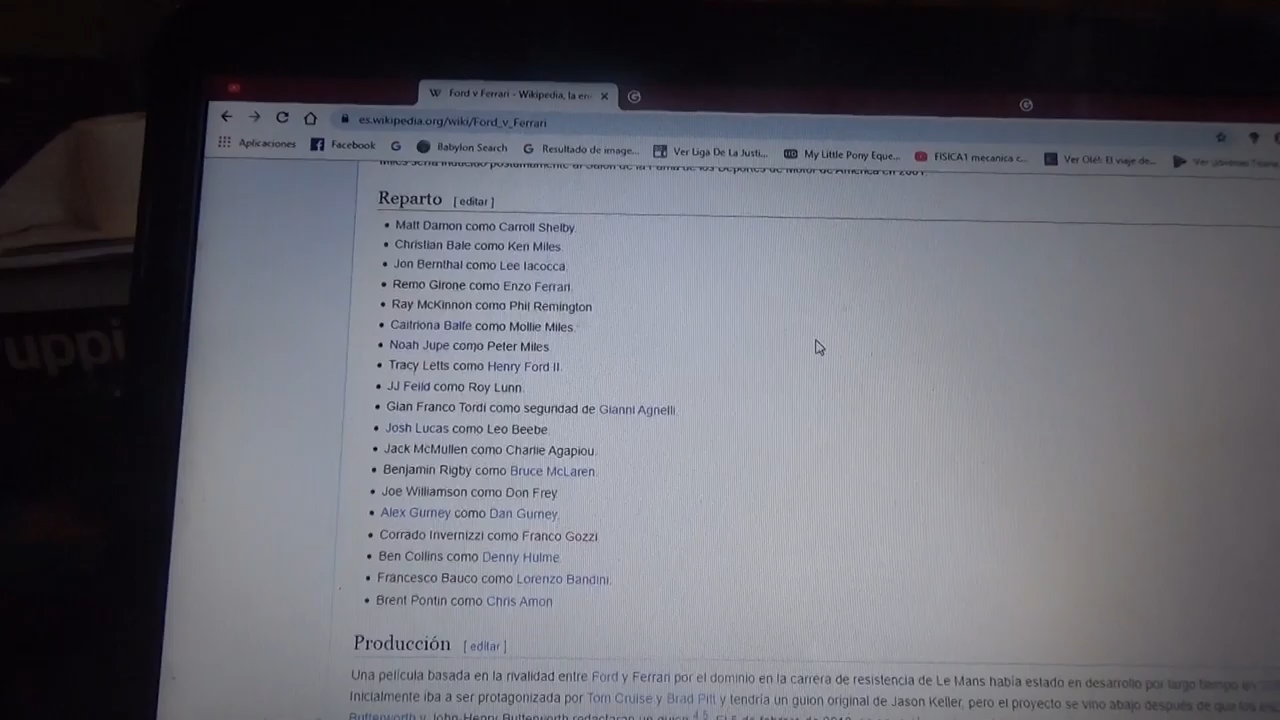 Ford v Ferrari - Wikipedia, la en
es.wikipedia.org/wiki/Ford_v_Ferrari
Aplicaciones Facebook Babylon Search Resultado de image... Ver Liga De La Justi... My Little Pony Eque... FISICA1 mecanica c... Ver Olé!: El viaje de...
Reparto [ editar ]
• Matt Damon como Carroll Shelby.
• Christian Bale como Ken Miles.
• Jon Bernthal como Lee Iacocca.
• Remo Girone como Enzo Ferrari.
• Ray McKinnon como Phil Remington
• Caitriona Balfe como Mollie Miles.
• Noah Jupe como Peter Miles
• Tracy Letts como Henry Ford II.
• JJ Feild como Roy Lunn.
• Gian Franco Tordi como seguridad de Gianni Agnelli.
• Josh Lucas como Leo Beebe.
• Jack McMullen como Charlie Agapiou.
• Benjamin Rigby como Bruce McLaren.
• Joe Williamson como Don Frey
• Alex Gurney como Dan Gurney.
• Corrado Invernizzi como Franco Gozzi
• Ben Collins como Denny Hulme.
• Francesco Bauco como Lorenzo Bandini.
• Brent Pontin como Chris Amon
Producción [ editar ]
Una película basada en la rivalidad entre Ford y Ferrari por el dominio en la carrera de resistencia de Le Mans había estado en desarrollo por largo tiempo en
Inicialmente iba a ser protagonizada por Tom Cruise y Brad Pitt y tendría un guion original de Jason Keller, pero el proyecto se vino abajo después de que los
uppi